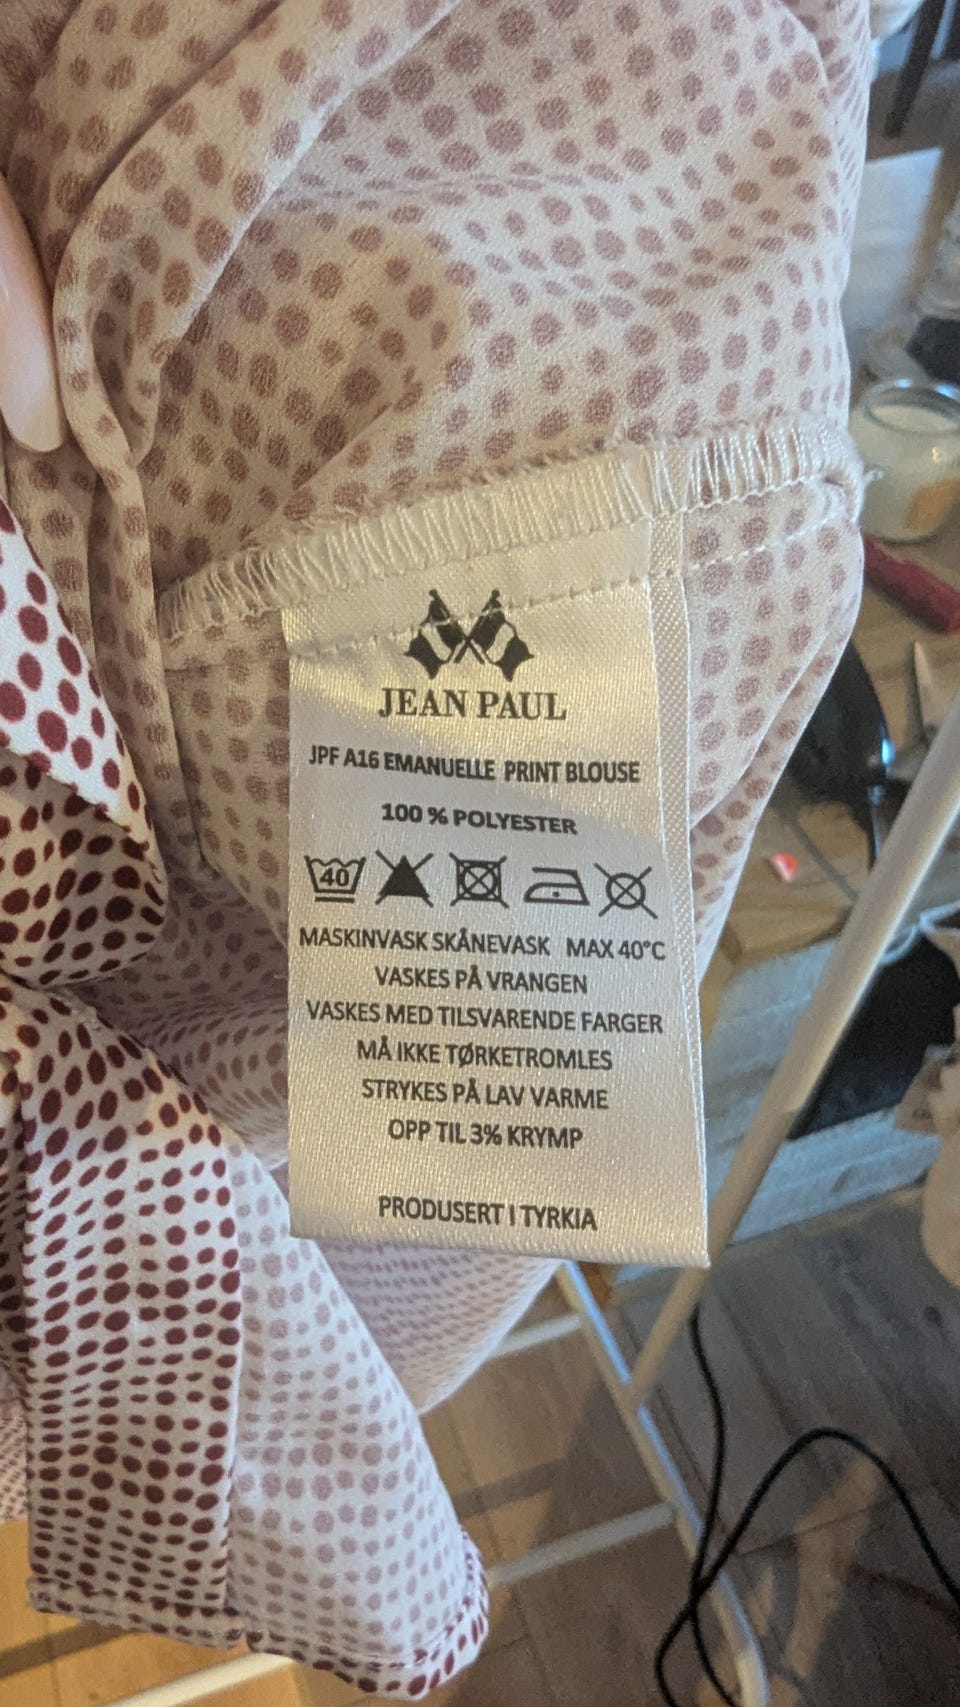 JEAN PAUL
JPF A16 EMANUELLE PRINT BLOUSE
100 % POLYESTER
40
MASKINVASK SKÅNEVASK MAX 40°C
VASKES PÅ VRANGEN
VASKES MED TILSVARENDE FARGER
MÅ IKKE TØRKETROMLES
STRYKES PÅ LAV VARME
OPP TIL 3% KRYMP
PRODUSERT I TYRKIA